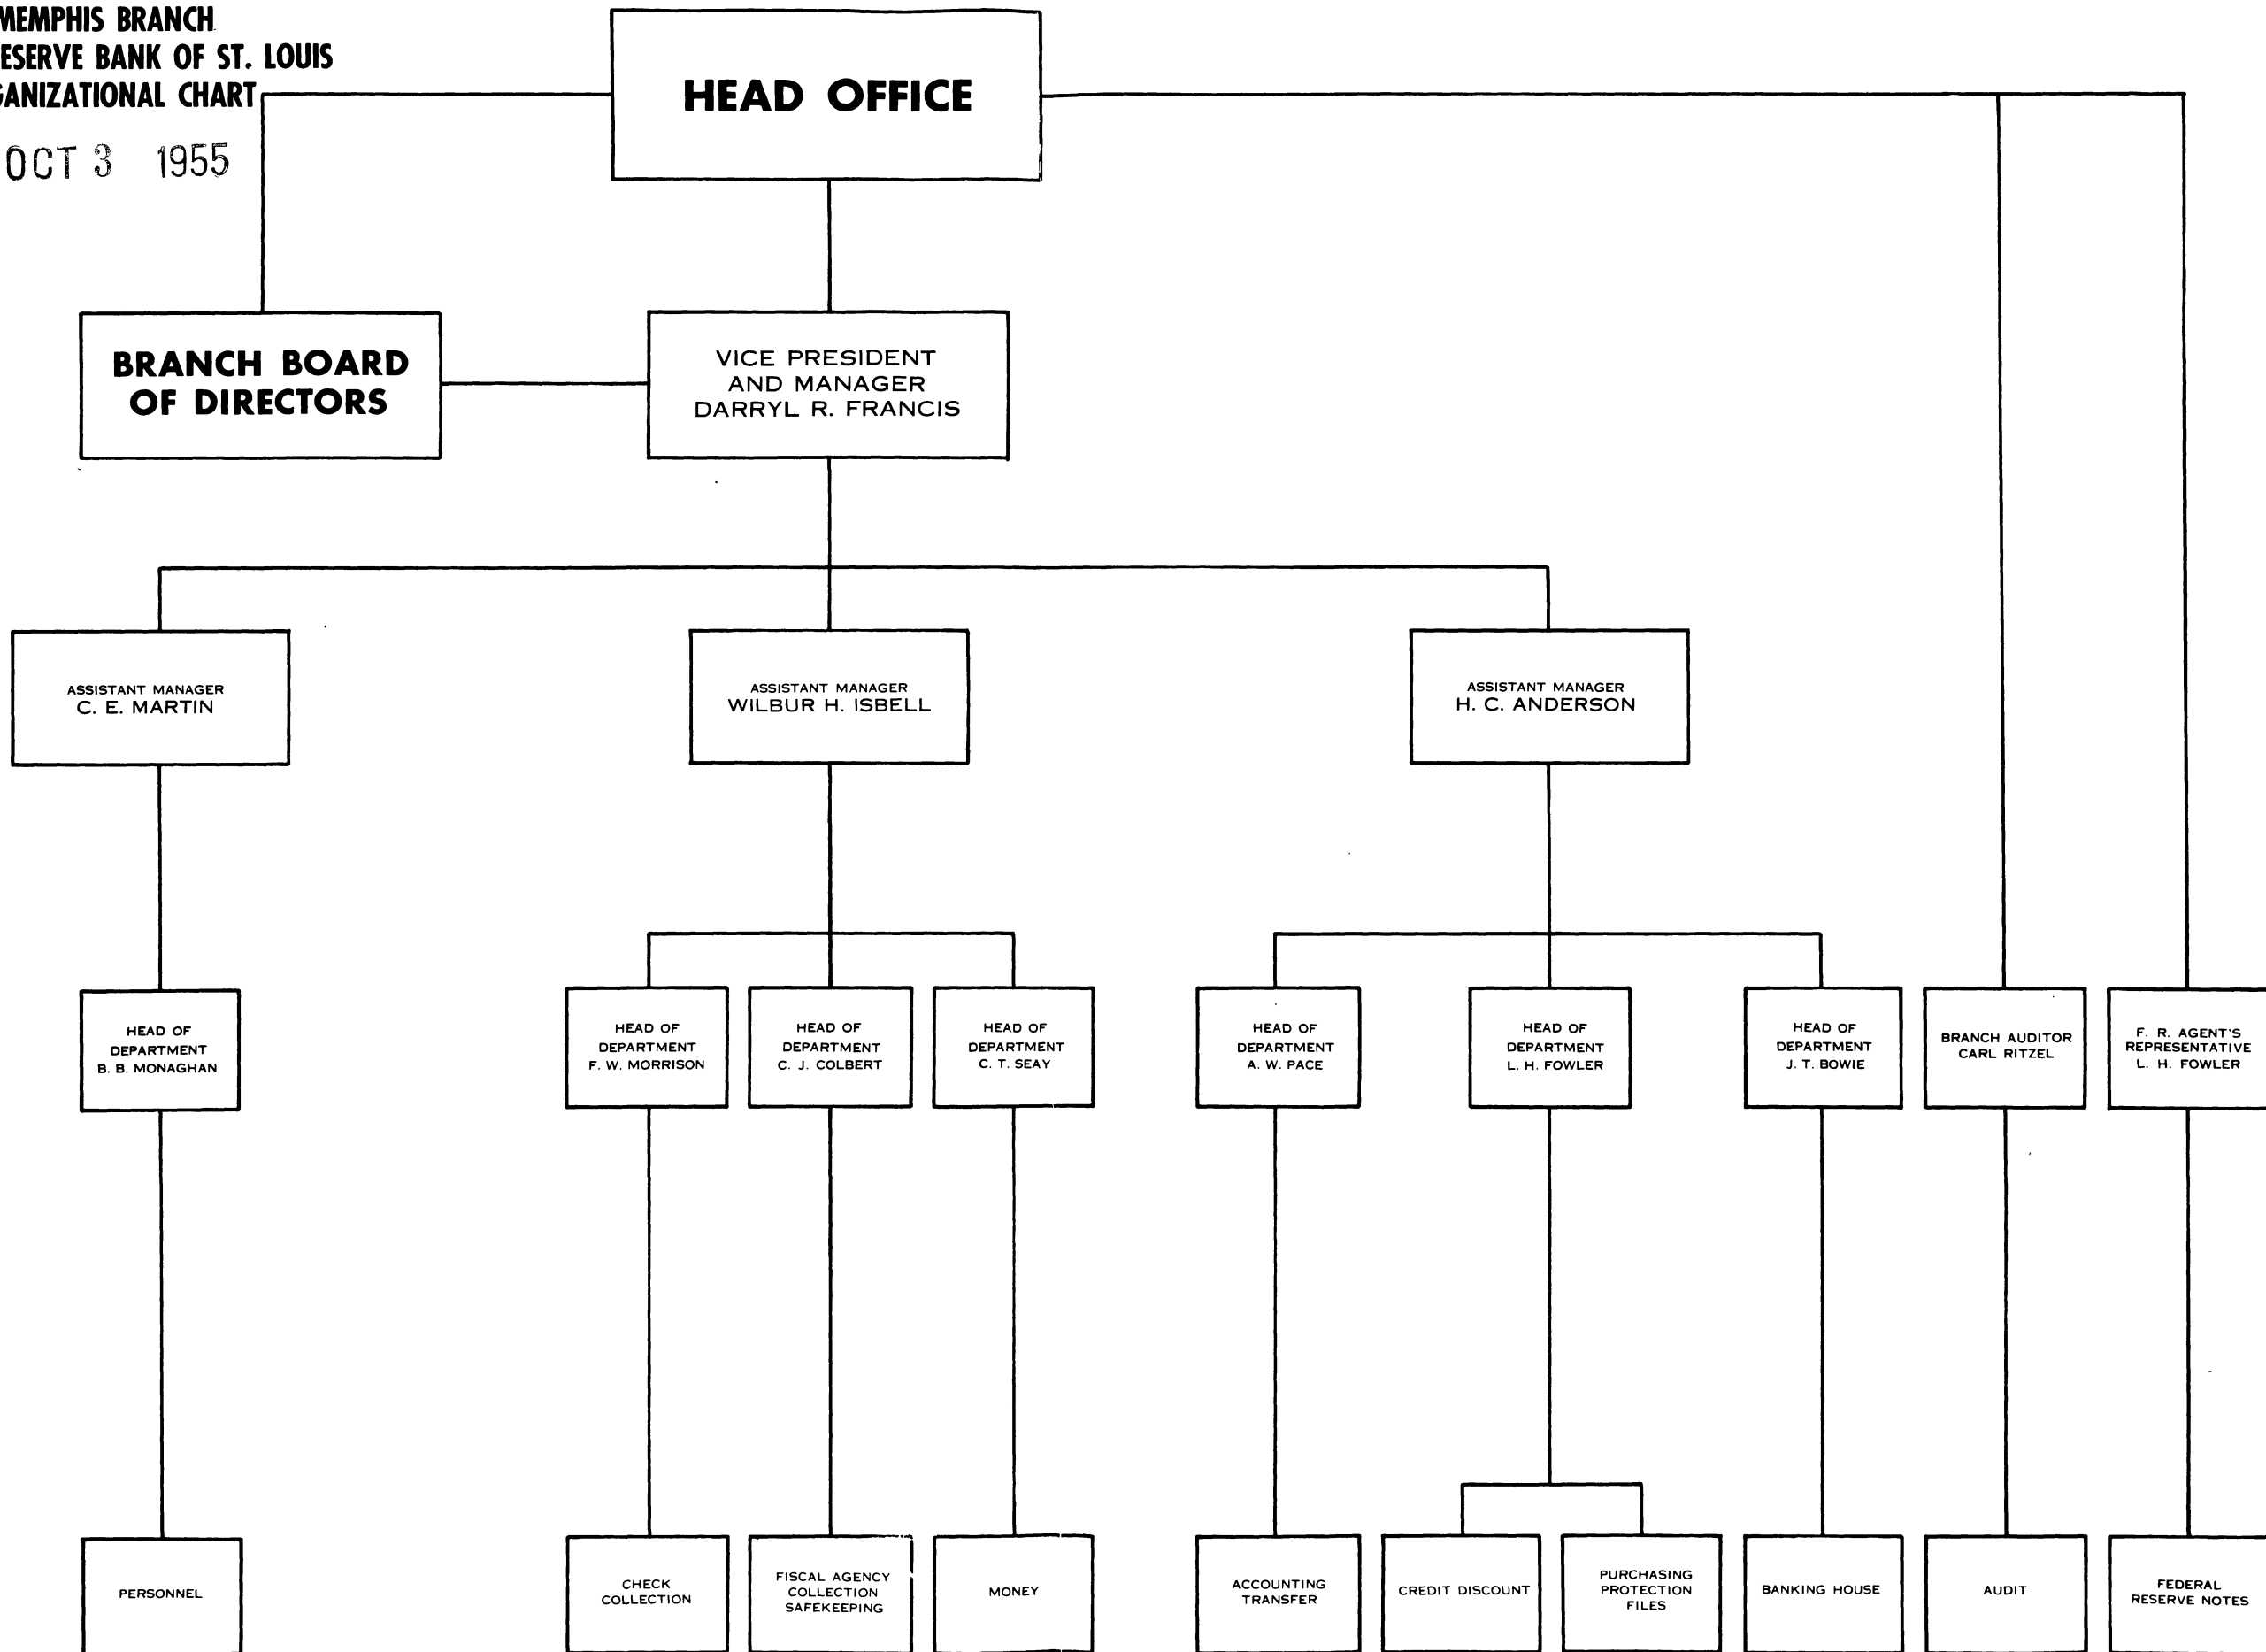 MEMPHIS BRANCH
ESERVE BANK OF ST. LOUIS
GANIZATIONAL CHART
OCT 3 1955
HEAD OFFICE
BRANCH BOARD
OF DIRECTORS
VICE PRESIDENT
AND MANAGER
DARRYL R. FRANCIS
ASSISTANT MANAGER
C. E. MARTIN
ASSISTANT MANAGER
WILBUR H. ISBELL
ASSISTANT MANAGER
H. C. ANDERSON
HEAD OF
DEPARTMENT
B. B. MONAGHAN
HEAD OF
DEPARTMENT
F. W. MORRISON
HEAD OF
DEPARTMENT
C. J. COLBERT
HEAD OF
DEPARTMENT
C. T. SEAY
HEAD OF
DEPARTMENT
A. W. PACE
HEAD OF
DEPARTMENT
L. H. FOWLER
HEAD OF
DEPARTMENT
J. T. BOWIE
BRANCH AUDITOR
CARL RITZEL
F. R. AGENT'S
REPRESENTATIVE
L. H. FOWLER
PERSONNEL
CHECK
COLLECTION
FISCAL AGENCY
COLLECTION
SAFEKEEPING
MONEY
ACCOUNTING
TRANSFER
CREDIT DISCOUNT
PURCHASING
PROTECTION
FILES
BANKING HOUSE
AUDIT
FEDERAL
RESERVE NOTES